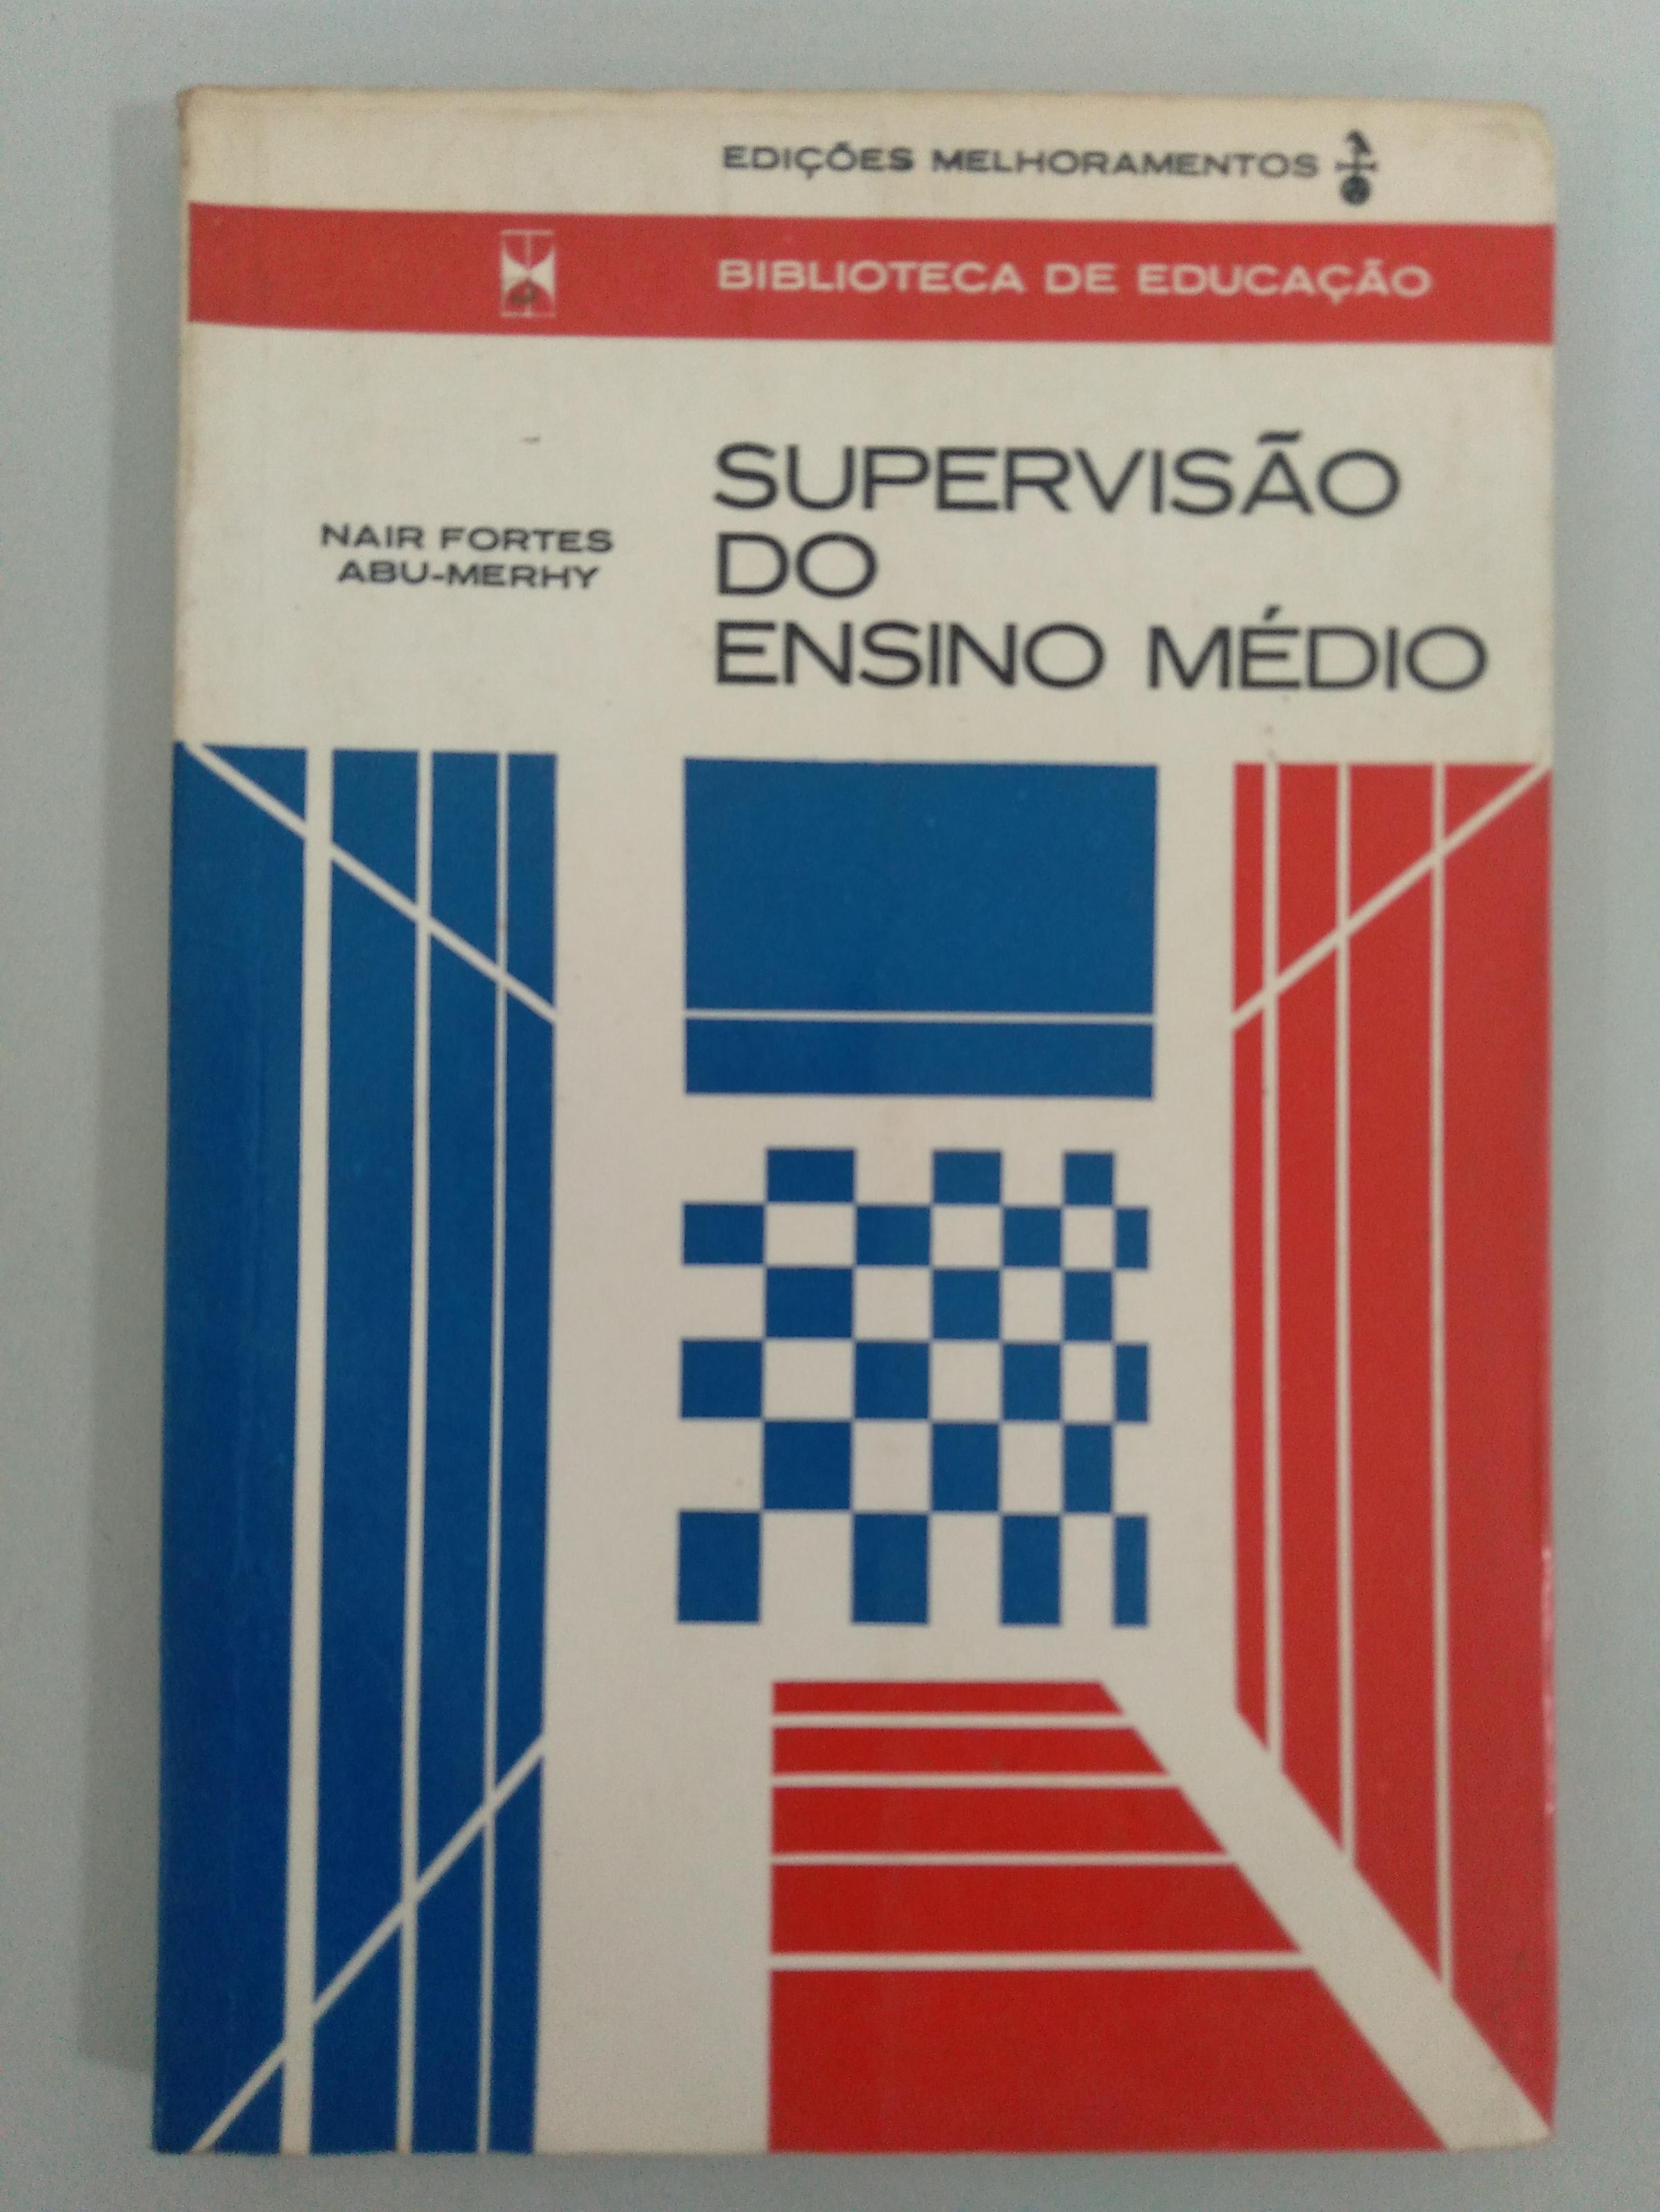 EDIÇÕES MELHORAMENTOS
BIBLIOTECA DE EDUCAÇÃO
NAIR FORTES
ABU-MERHY
SUPERVISÃO
DO
ENSINO MÉDIO